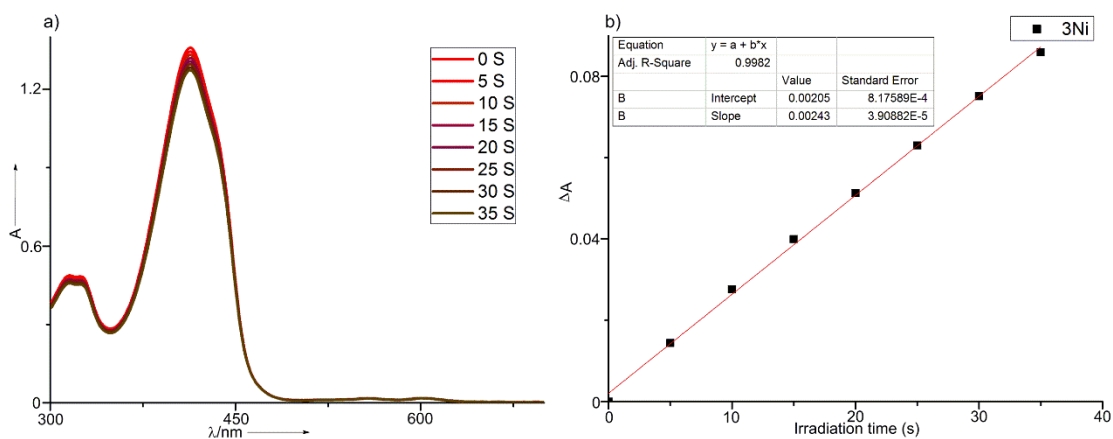 a)
0 S
5 S
10 S
15 S
20 S
25 S
30 S
35 S
1.2
0.6
0
A
300
450
600
λ/nm
b)
3Ni
Equation y = a + b*x
Adj. R-Square 0.9982
Value Standard Error
B Intercept 0.00205 8.17589E-4
B Slope 0.00243 3.90882E-5
0.08
0.04
0
ΔA
0 10 20 30 40
Irradiation time (s)